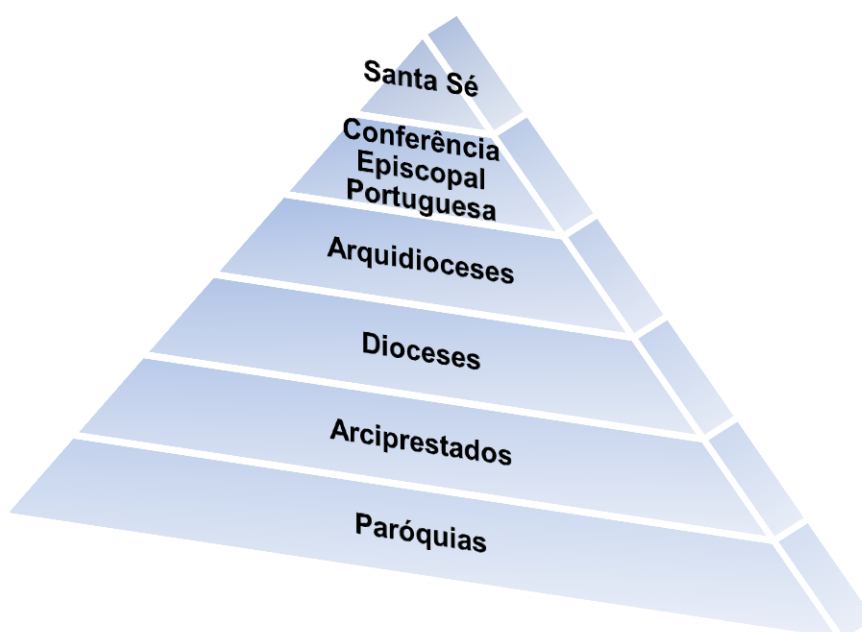 Santa Sé
Conferência
Episcopal
Portuguesa
Arquidioceses
Dioceses
Arciprestados
Paróquias